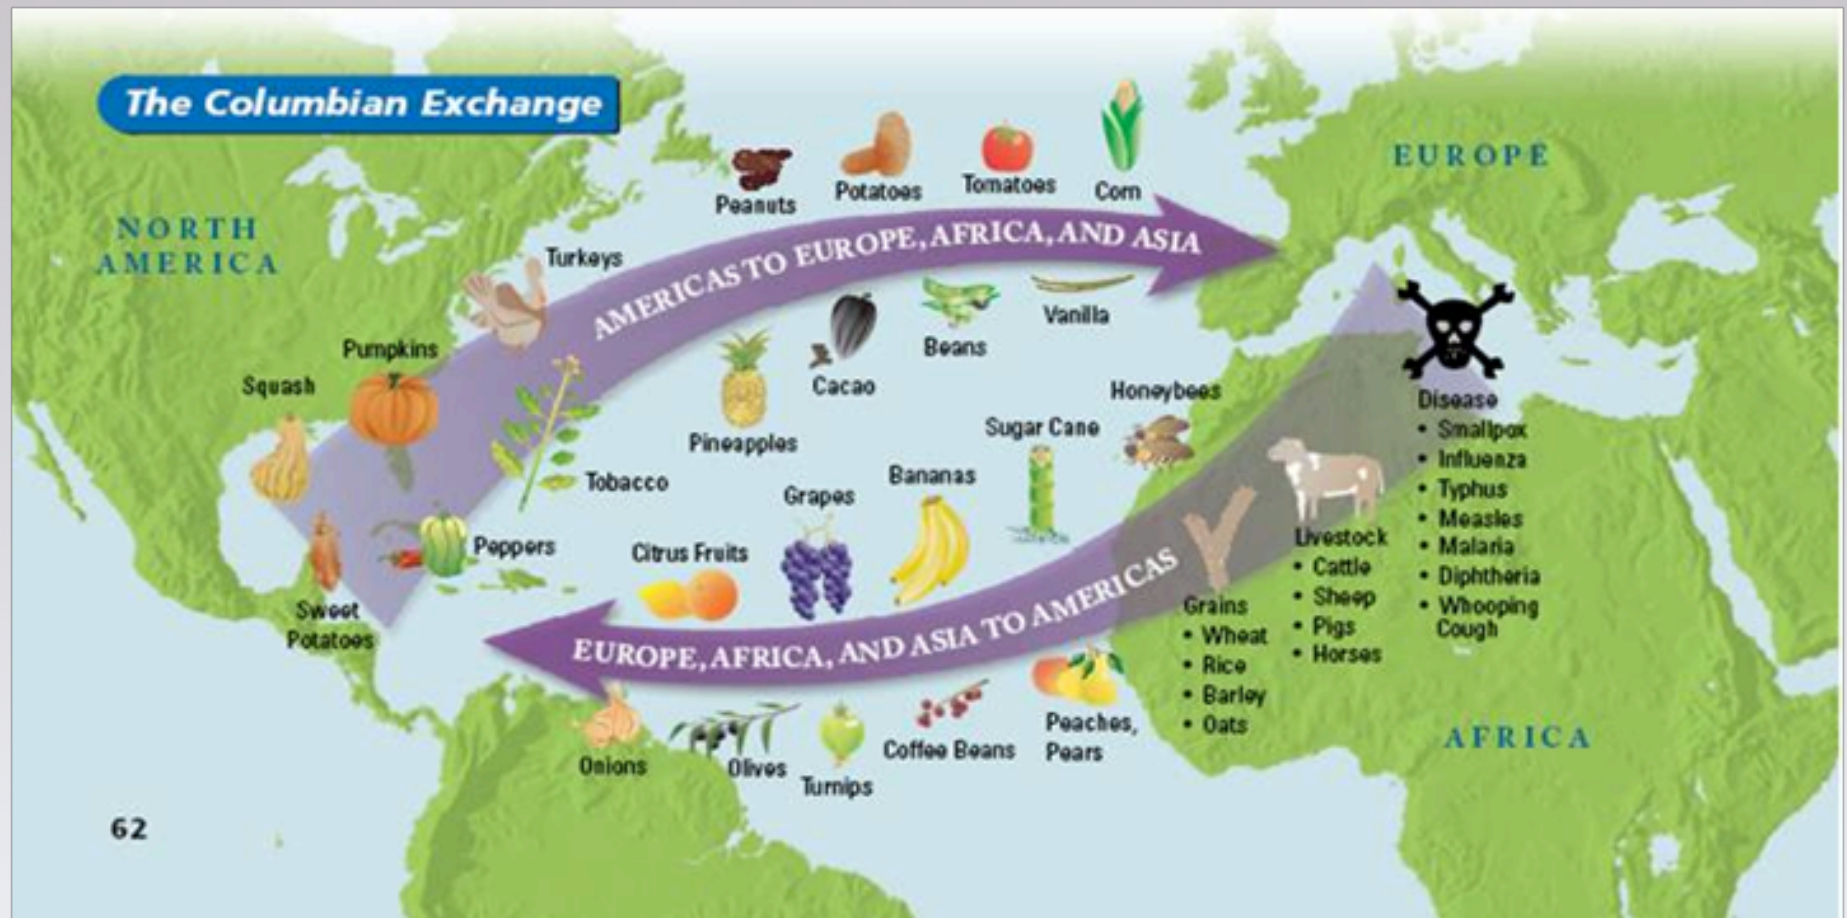 The Columbian Exchange
NORTH
AMERICA
EUROPE
AFRICA
Peanuts
Potatoes
Tomatoes
Corn
AMERICAS TO EUROPE, AFRICA, AND ASIA
Turkeys
Pumpkins
Squash
Tobacco
Peppers
Sweet
Potatoes
Pineapples
Cacao
Beans
Vanilla
Honeybees
Sugar Cane
Bananas
Grapes
Citrus Fruits
EUROPE, AFRICA, AND ASIA TO AMERICAS
Onions
Olives
Turnips
Coffee Beans
Peaches,
Pears
Grains
• Wheat
• Rice
• Barley
• Oats
Livestock
• Cattle
• Sheep
• Pigs
• Horses
Disease
• Smallpox
• Influenza
• Typhus
• Measles
• Malaria
• Diphtheria
• Whooping
Cough
62